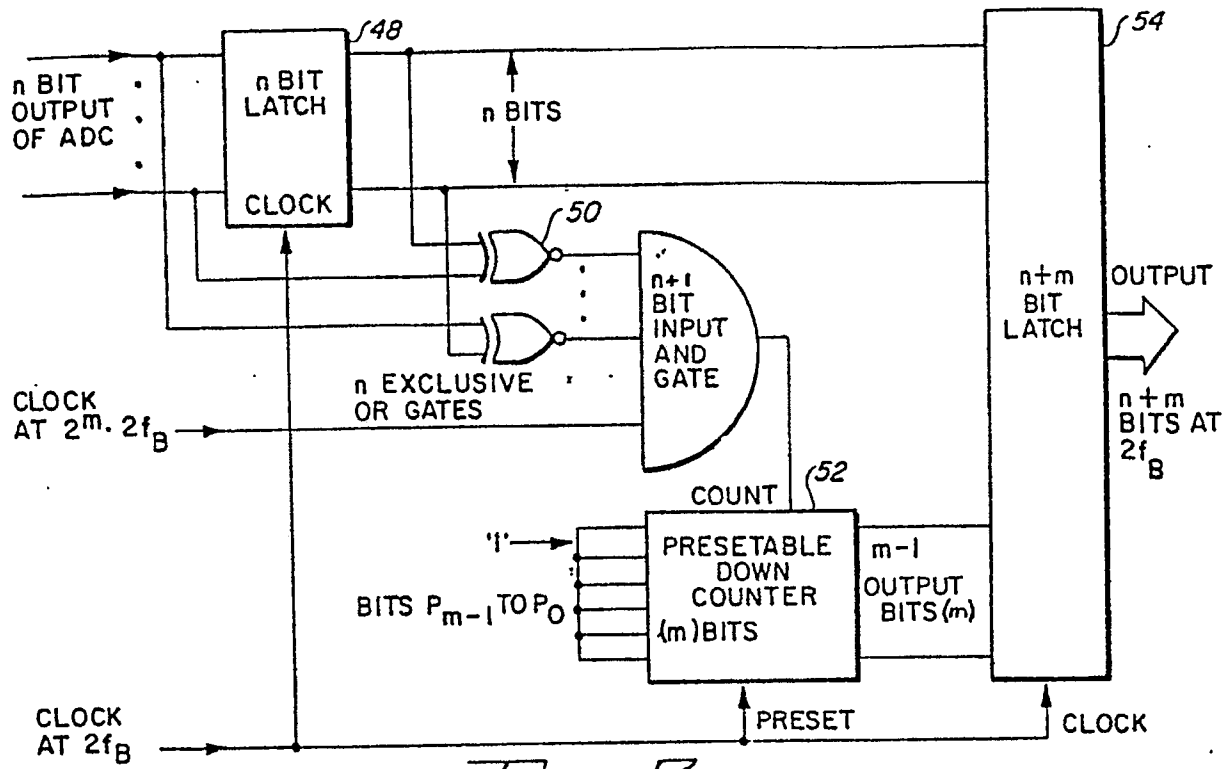 48
54
n BIT
OUTPUT
OF ADC
n BIT
LATCH
CLOCK
n BITS
50
n+1
BIT
INPUT
AND
GATE
n+m
BIT
LATCH
OUTPUT
n+m
BITS AT
2fB
n EXCLUSIVE
OR GATES
CLOCK
AT 2m. 2fB
COUNT
52
'1'
BITS Pm-1 TO P0
PRESETABLE
DOWN
COUNTER
(m) BITS
m-1
OUTPUT
BITS (m)
PRESET
CLOCK
CLOCK
AT 2fB